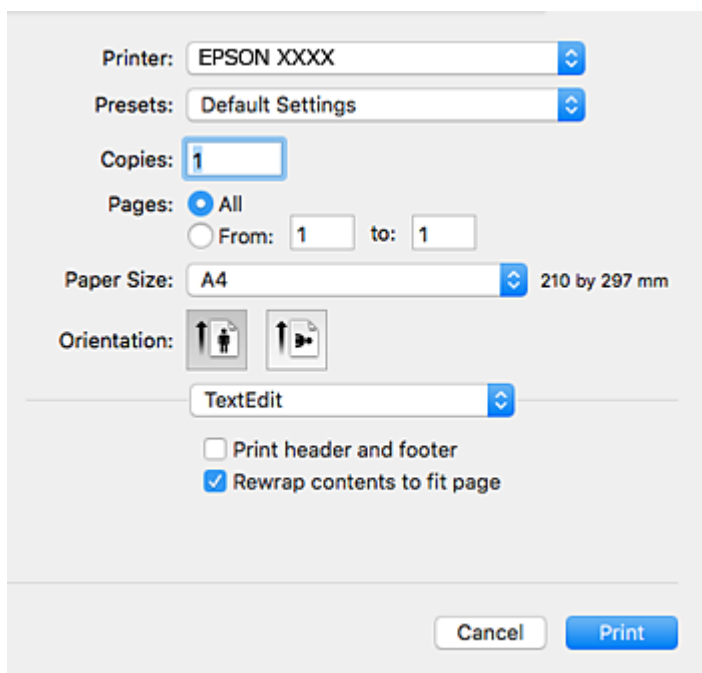 Printer: EPSON XXXX
Presets: Default Settings
Copies: 1
Pages: All
From: 1 to: 1
Paper Size: A4 210 by 297 mm
Orientation:
TextEdit
Print header and footer
Rewrap contents to fit page
Cancel Print